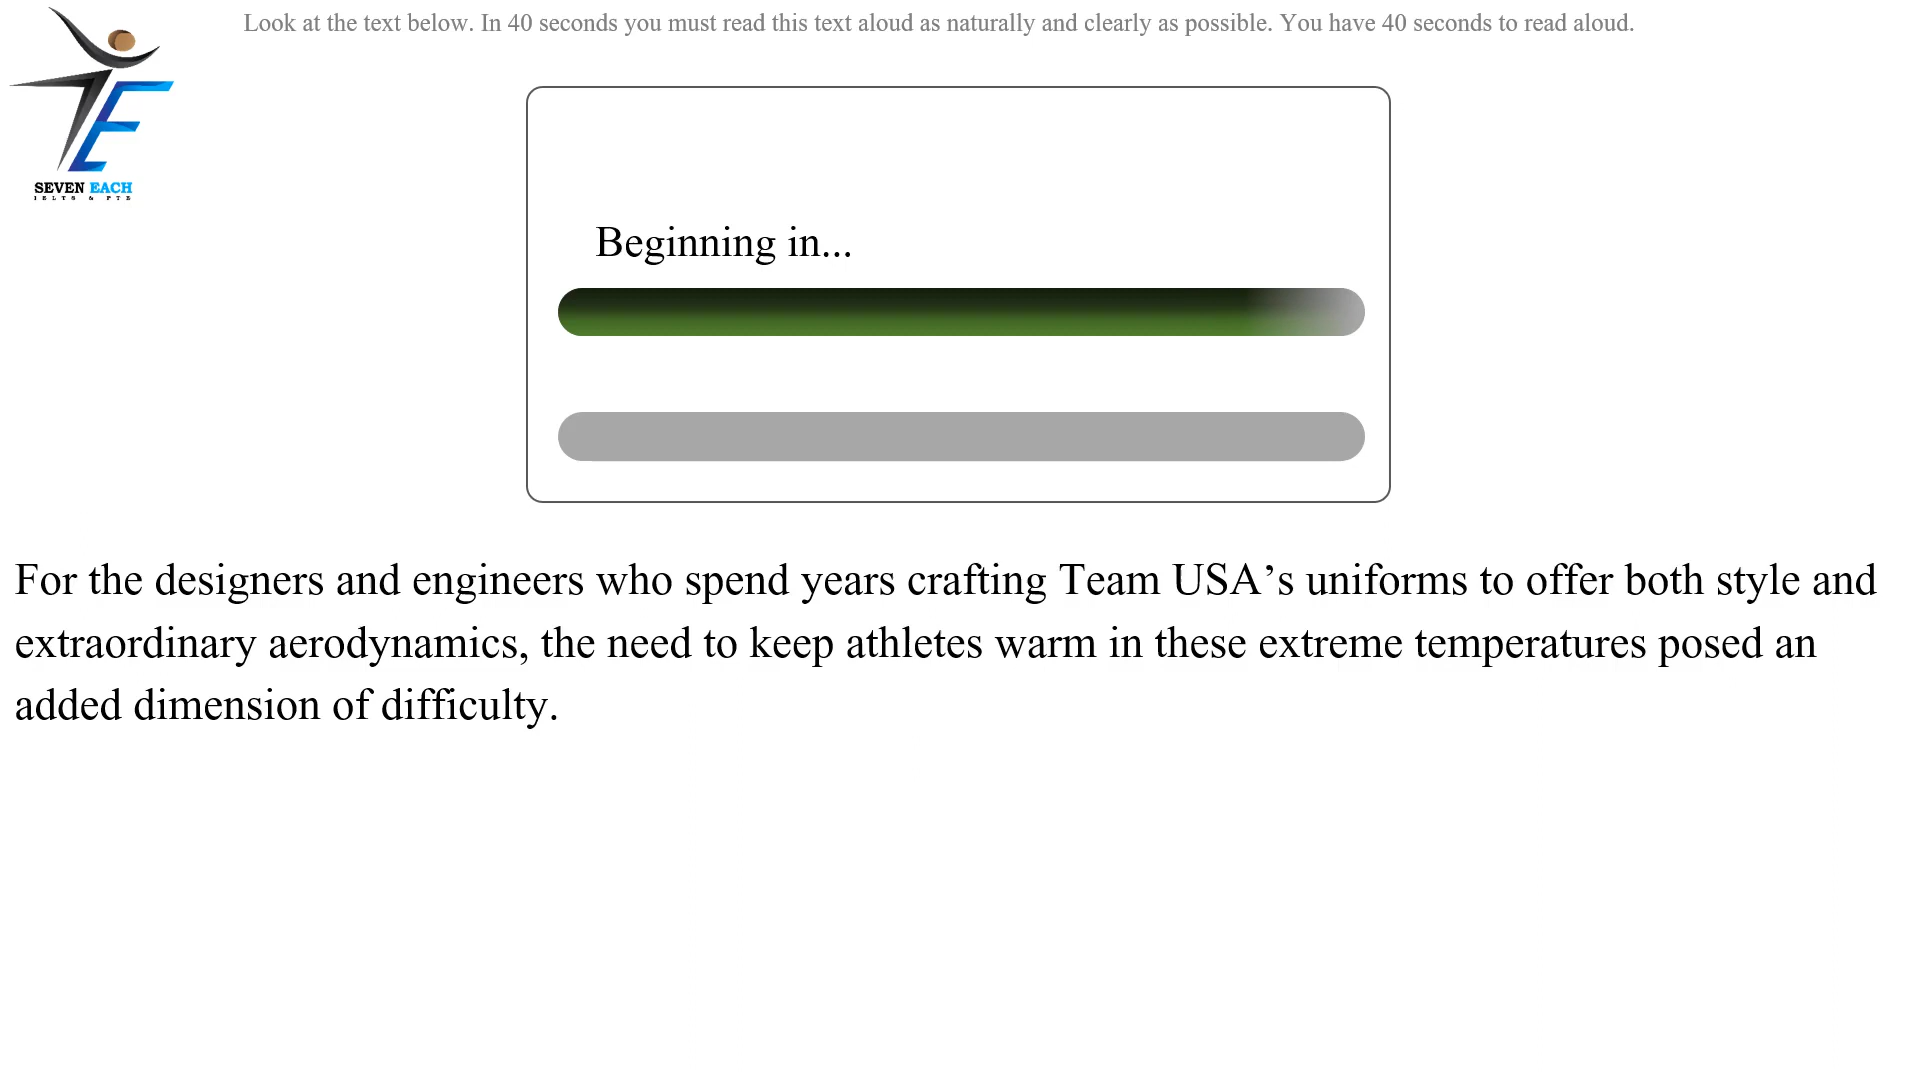 Look at the text below. In 40 seconds you must read this text aloud as naturally and clearly as possible. You have 40 seconds to read aloud.
SEVEN EACH
IELTS & PTE
Beginning in...
For the designers and engineers who spend years crafting Team USA’s uniforms to offer both style and
extraordinary aerodynamics, the need to keep athletes warm in these extreme temperatures posed an
added dimension of difficulty.